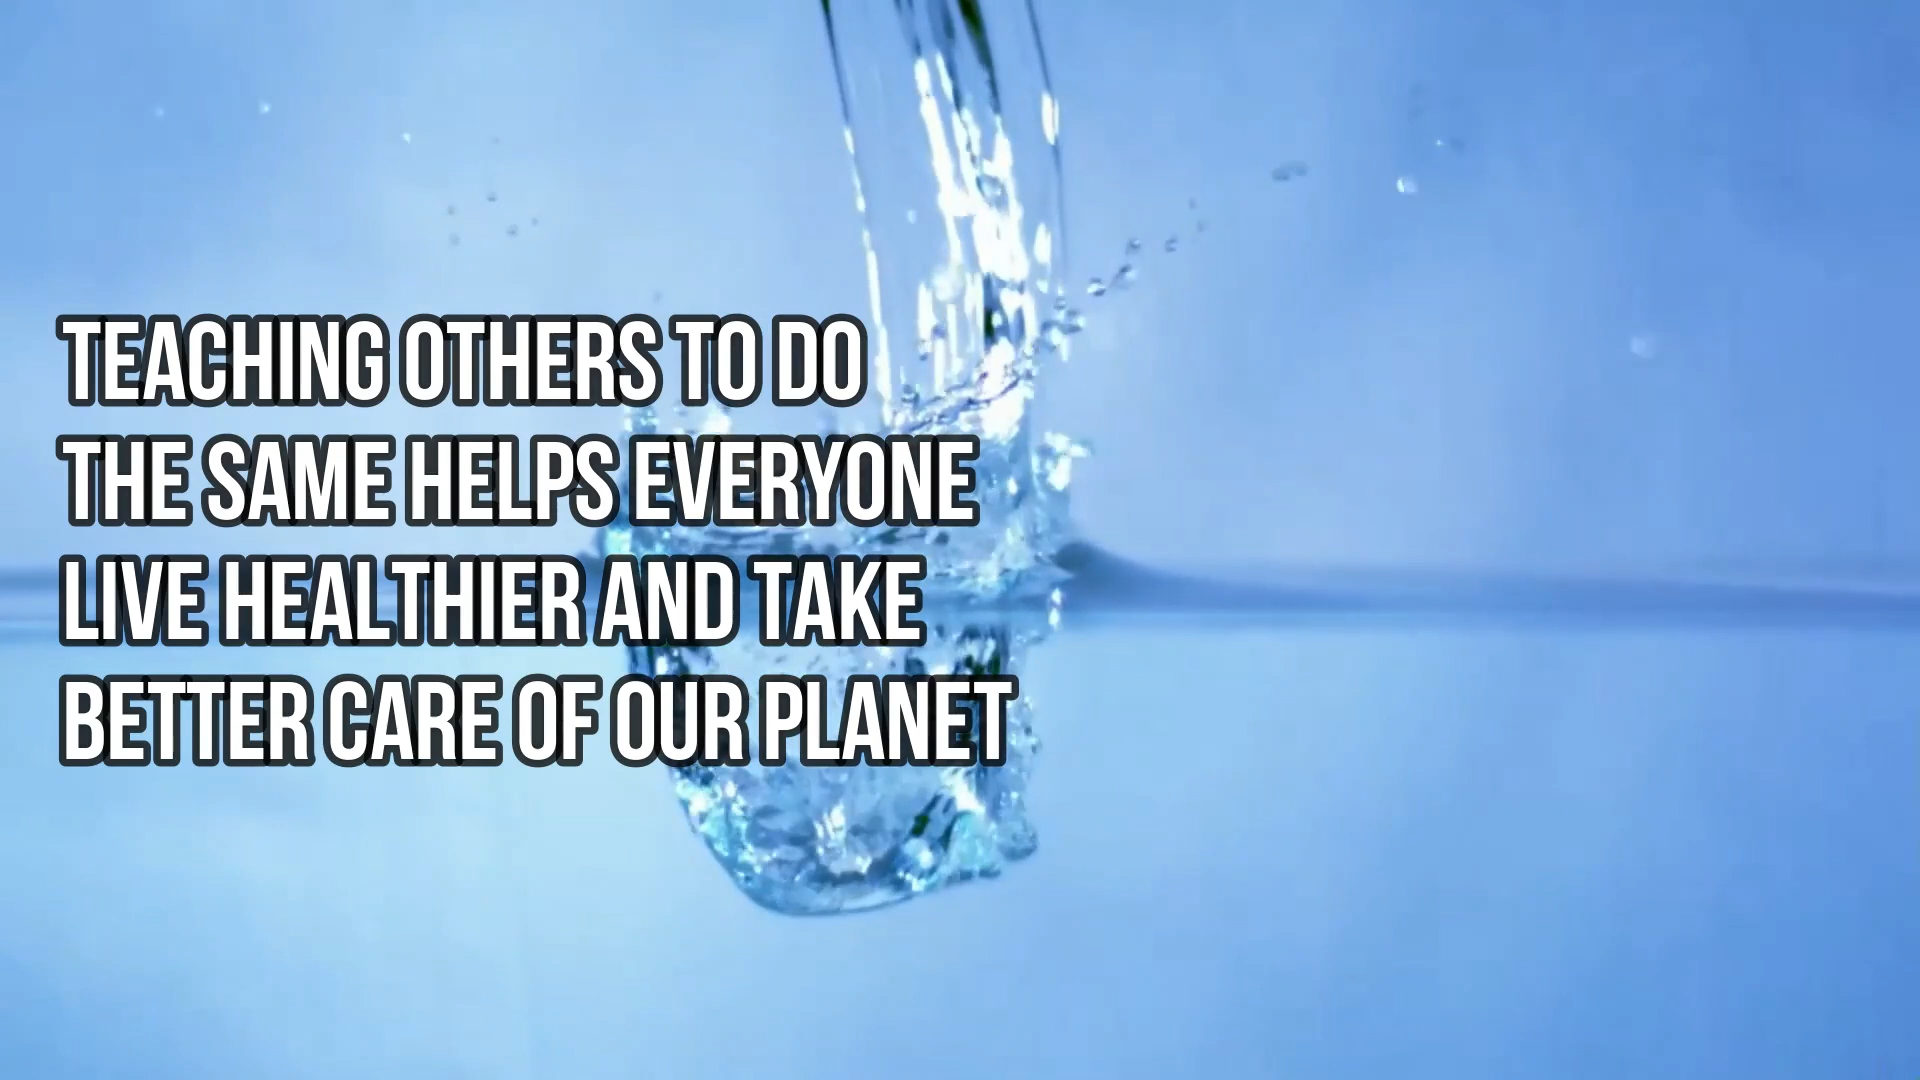 TEACHING OTHERS TO DO
THE SAME HELPS EVERYONE
LIVE HEALTHIER AND TAKE
BETTER CARE OF OUR PLANET